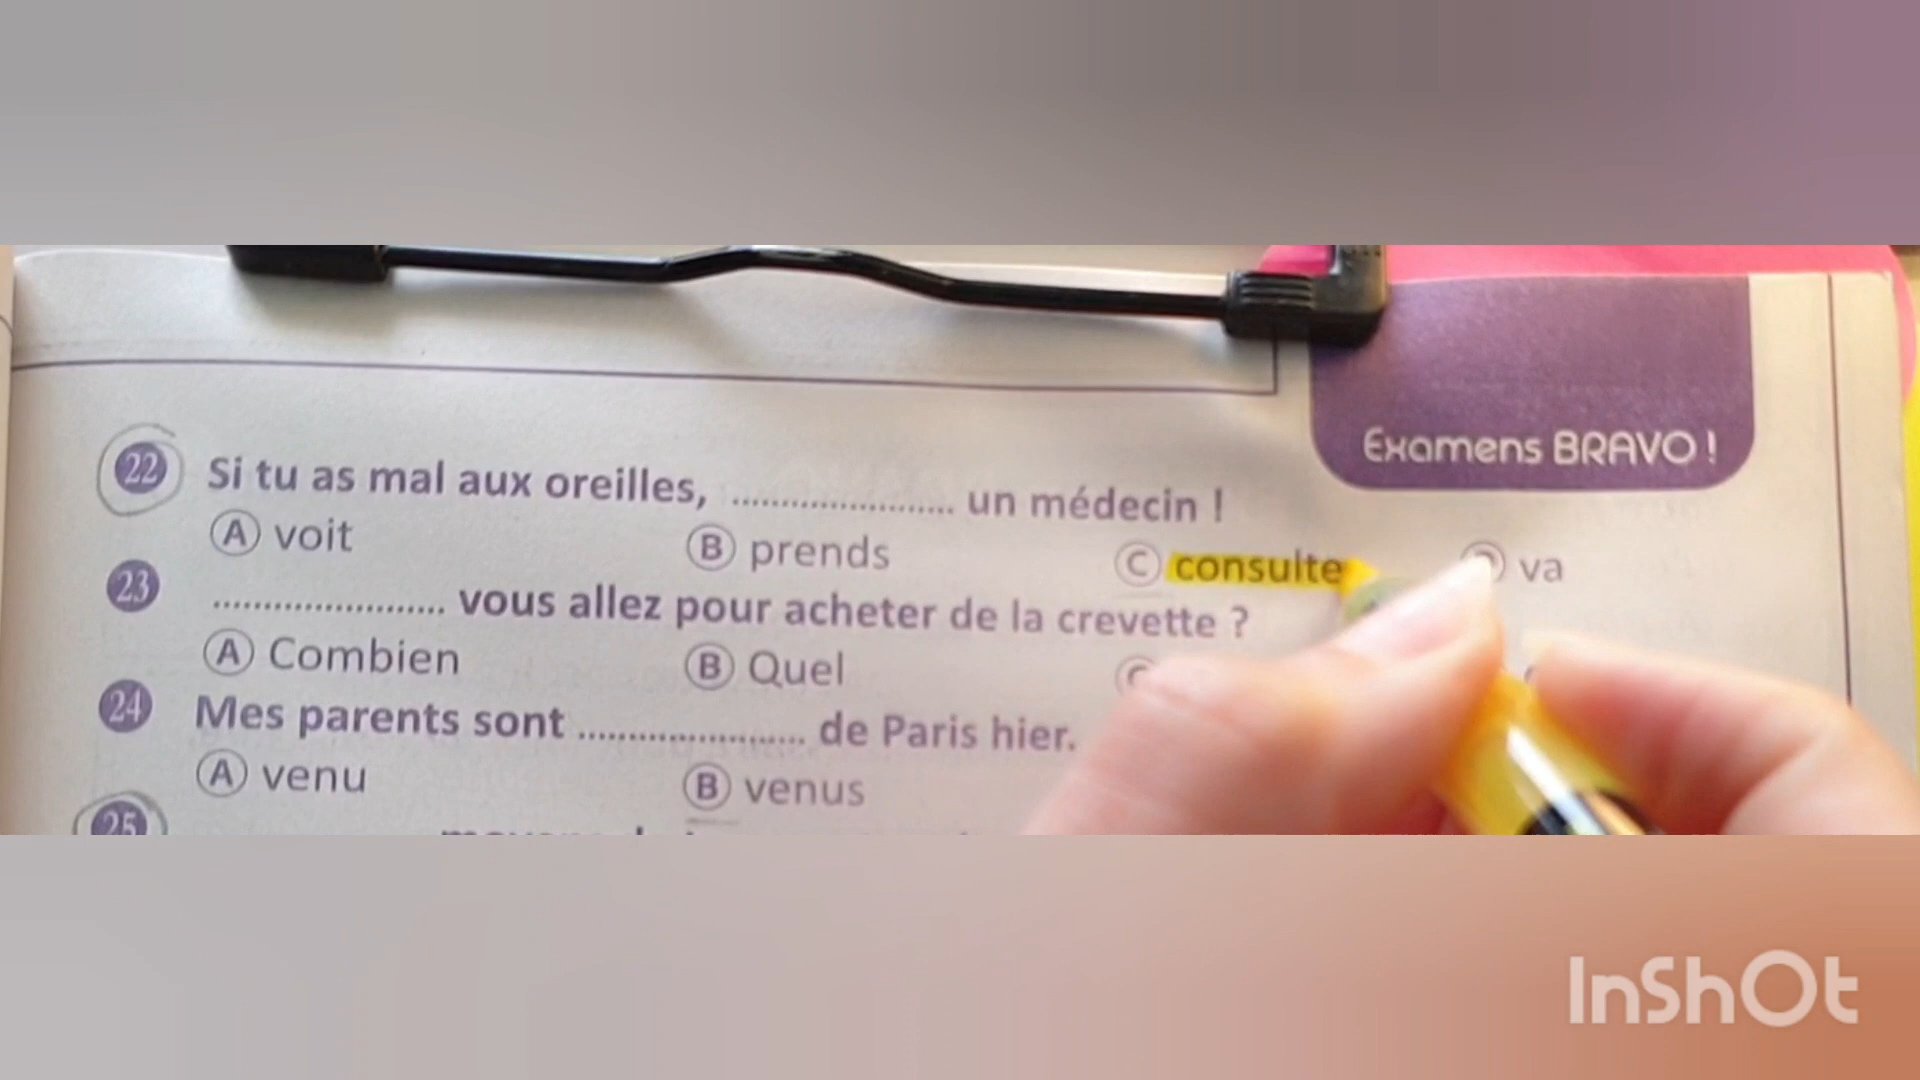 Examens BRAVO !
22 Si tu as mal aux oreilles, ...................... un médecin !
A voit B prends C consulte D va
23 ...................... vous allez pour acheter de la crevette ?
A Combien B Quel C
24 Mes parents sont ...................... de Paris hier.
A venu B venus
25
InShOt